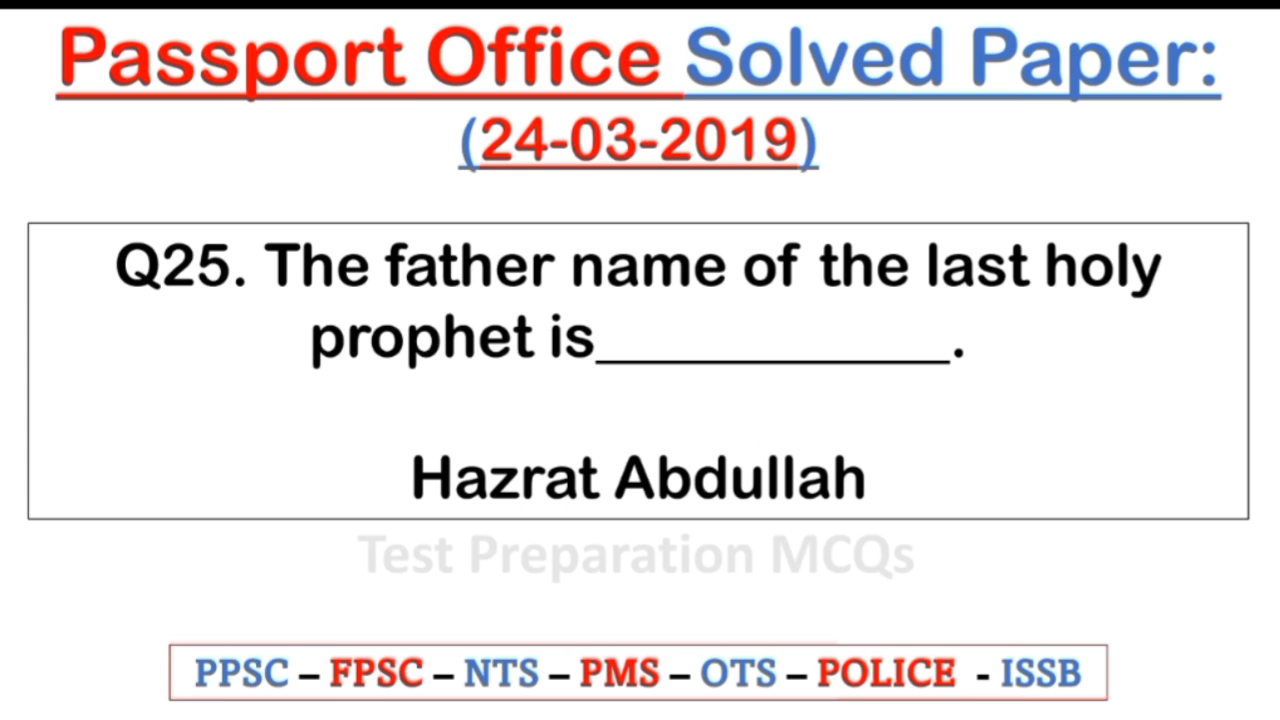 Passport Office Solved Paper:
(24-03-2019)
Q25. The father name of the last holy
prophet is____________.
Hazrat Abdullah
Test Preparation MCQs
PPSC – FPSC – NTS – PMS – OTS – POLICE - ISSB